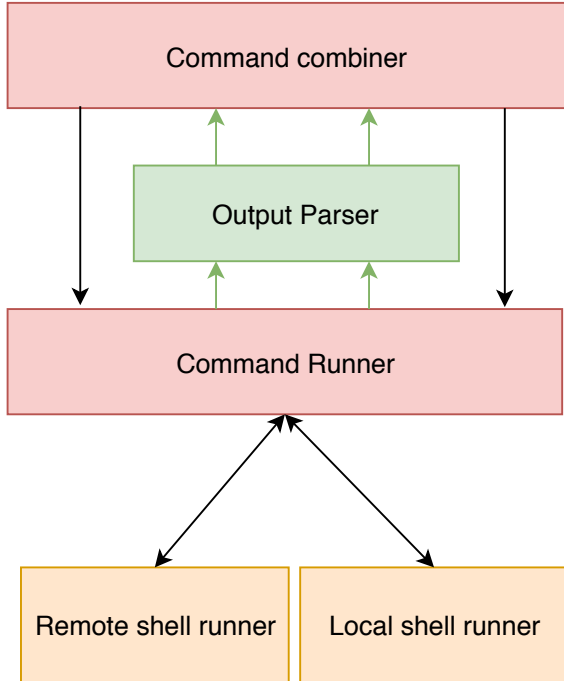 Command combiner
Output Parser
Command Runner
Remote shell runner
Local shell runner